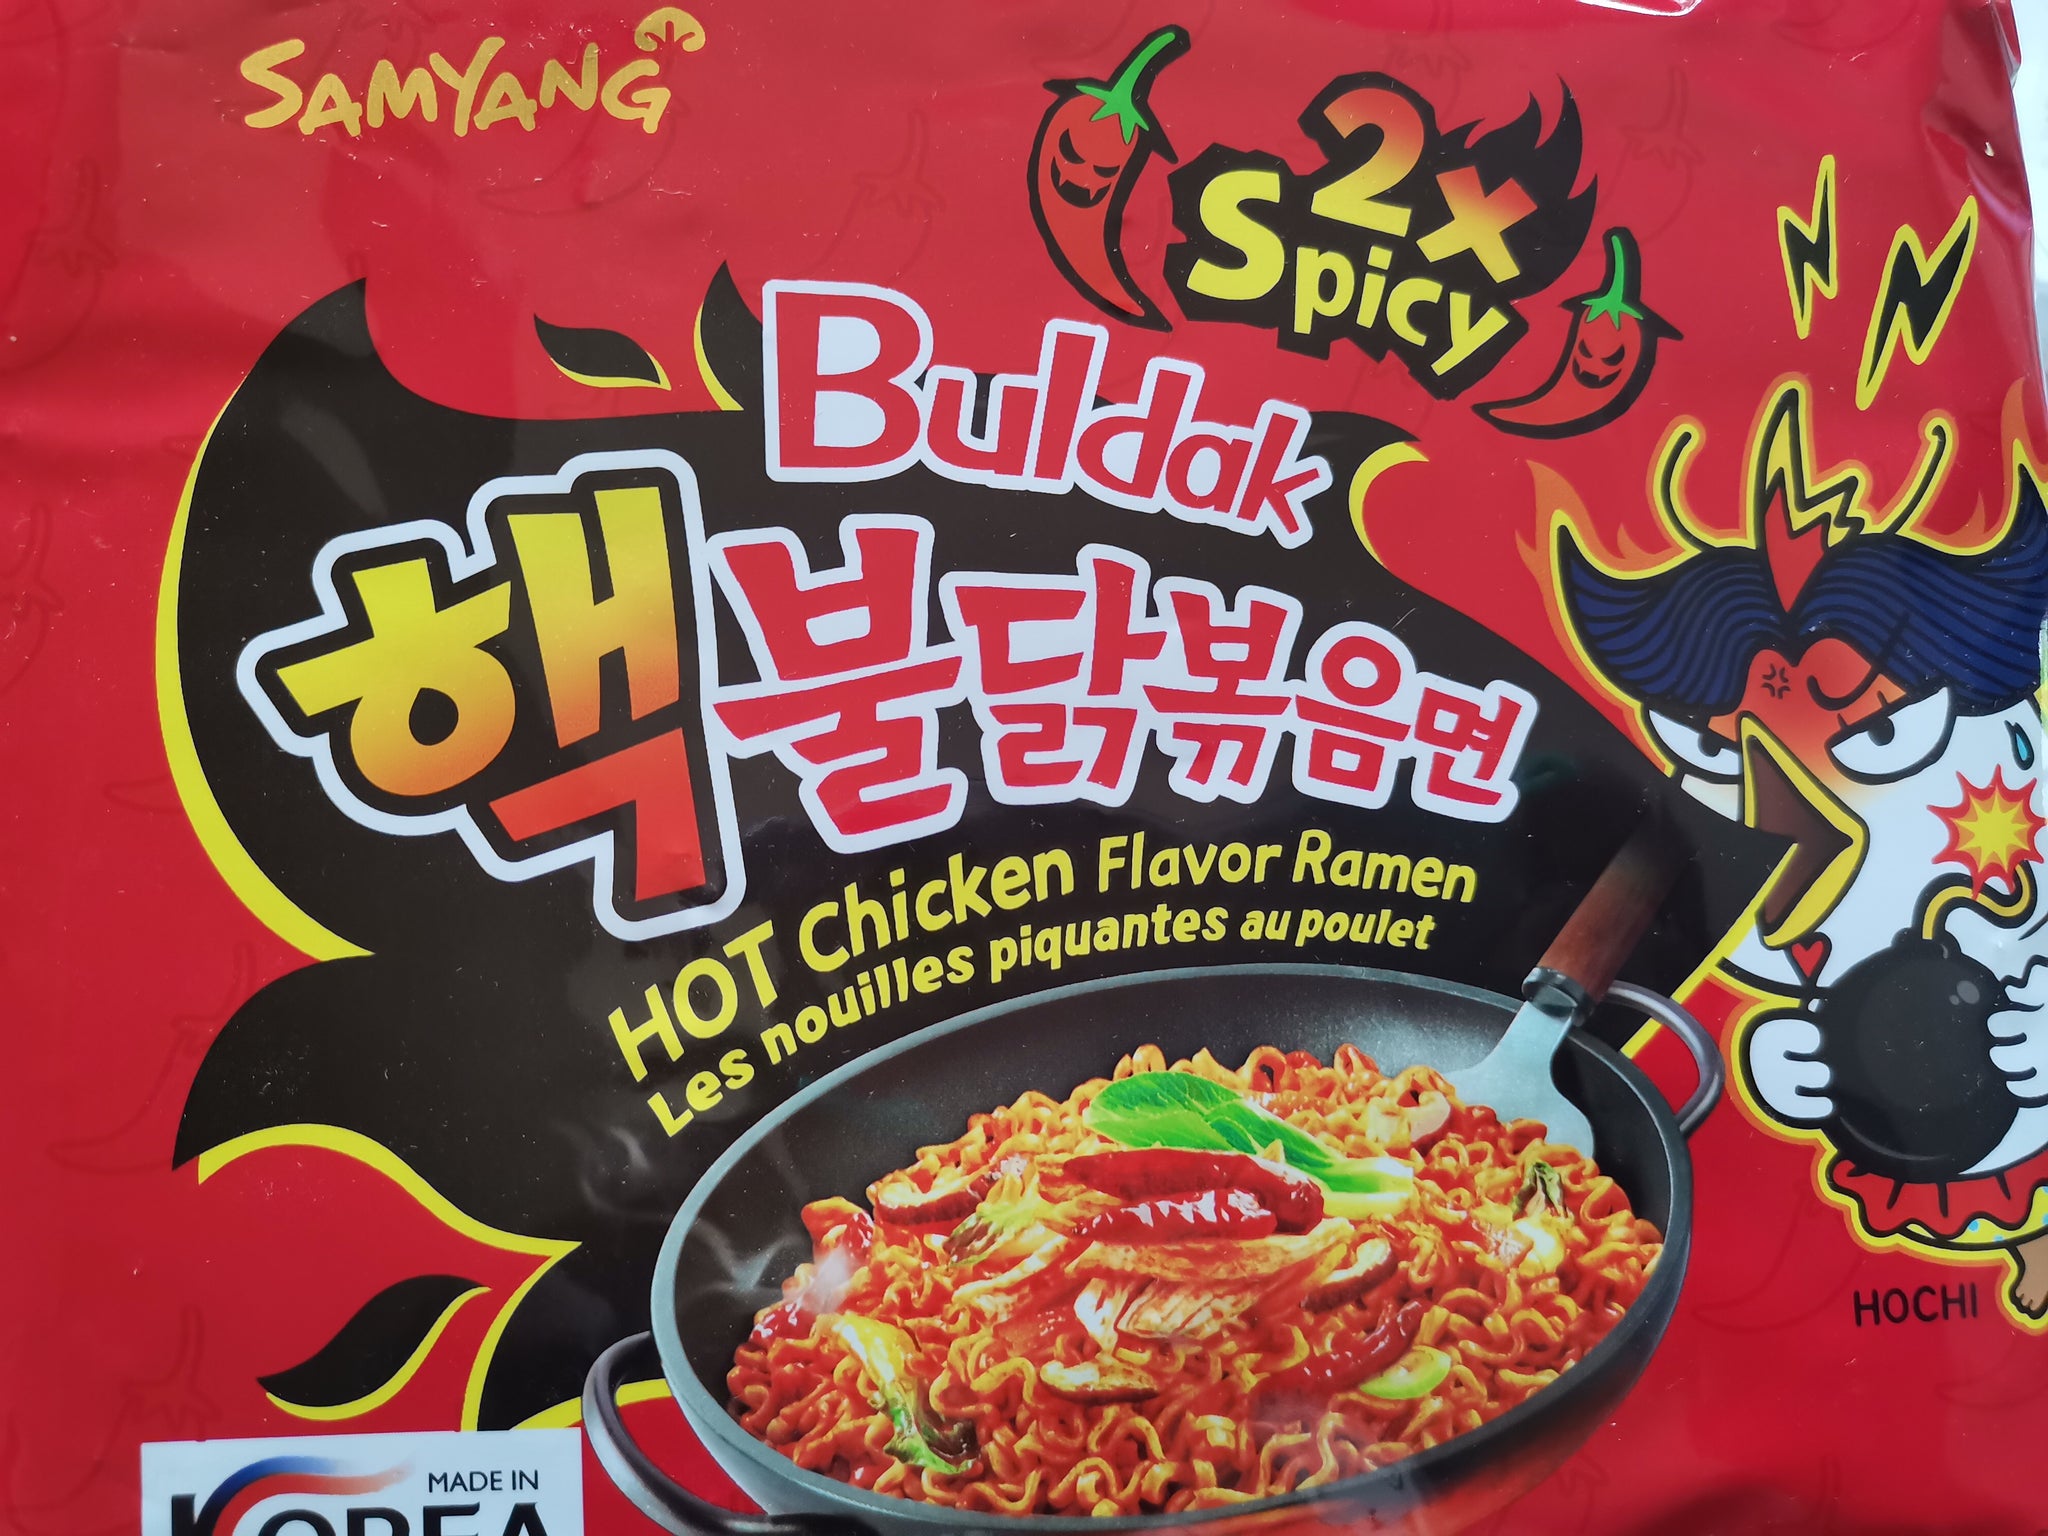 SAMYANG
2x
Spicy
Buldak
핵불닭볶음면
HOT Chicken Flavor Ramen
Les nouilles piquantes au poulet
HOCHI
MADE IN
KOREA